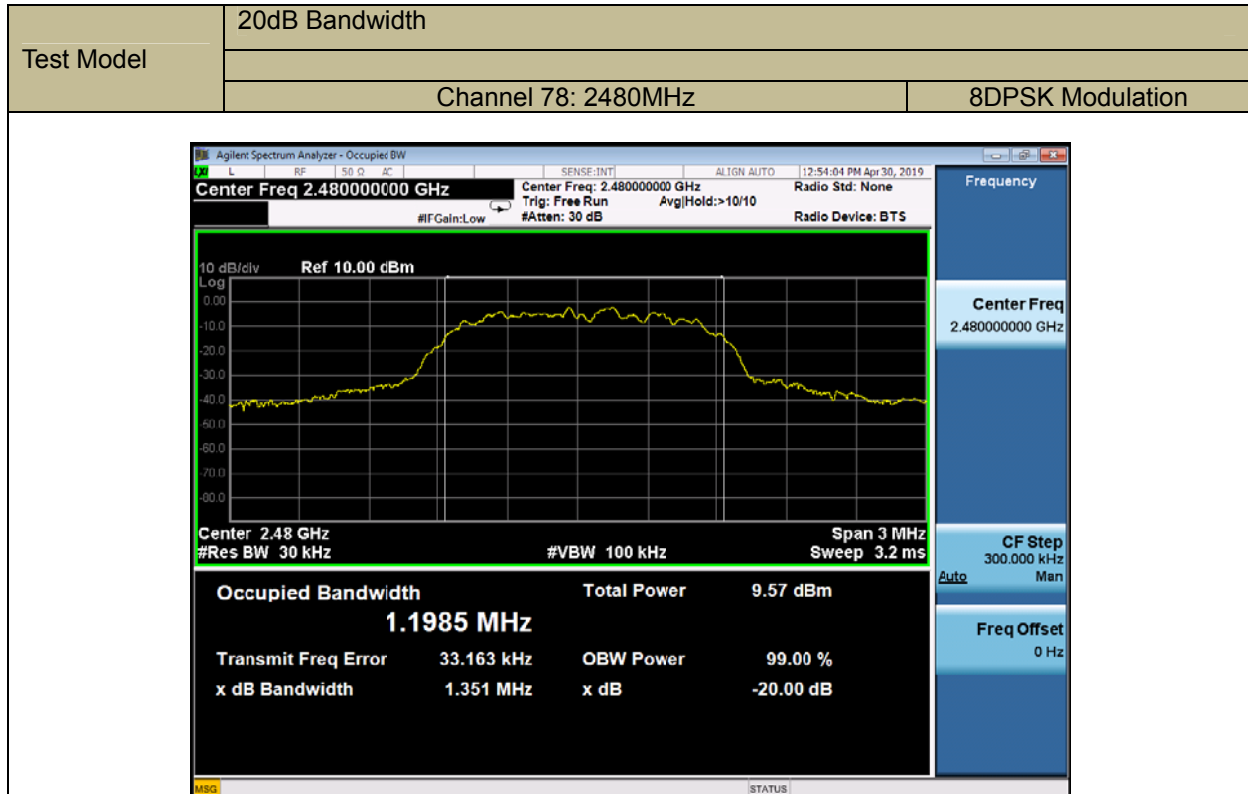 20dB Bandwidth
Test Model
Channel 78: 2480MHz 8DPSK Modulation
Agilent Spectrum Analyzer - Occupied BW
LXI L RF 50 Ω AC SENSE:INT ALIGN AUTO 12:54:04 PM Apr 30, 2019
Center Freq 2.480000000 GHz Center Freq: 2.480000000 GHz Radio Std: None
Trig: Free Run Avg|Hold:>10/10
#IFGain:Low #Atten: 30 dB Radio Device: BTS
Frequency
10 dB/div Ref 10.00 dBm
Log
0.00
-10.0
-20.0
-30.0
-40.0
-50.0
-60.0
-70.0
-80.0
Center 2.48 GHz Span 3 MHz
#Res BW 30 kHz #VBW 100 kHz Sweep 3.2 ms
Center Freq
2.480000000 GHz
CF Step
300.000 kHz
Auto Man
Freq Offset
0 Hz
Occupied Bandwidth Total Power 9.57 dBm
1.1985 MHz
Transmit Freq Error 33.163 kHz OBW Power 99.00 %
x dB Bandwidth 1.351 MHz x dB -20.00 dB
MSG STATUS